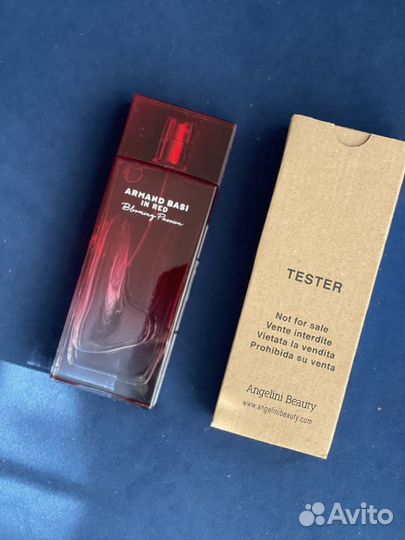 ARMAND BASI
IN RED
Blooming Passion
TESTER
Not for sale
Vente interdite
Vietata la vendita
Prohibida su venta
Angelini Beauty
www.angelinibeauty.com
Avito